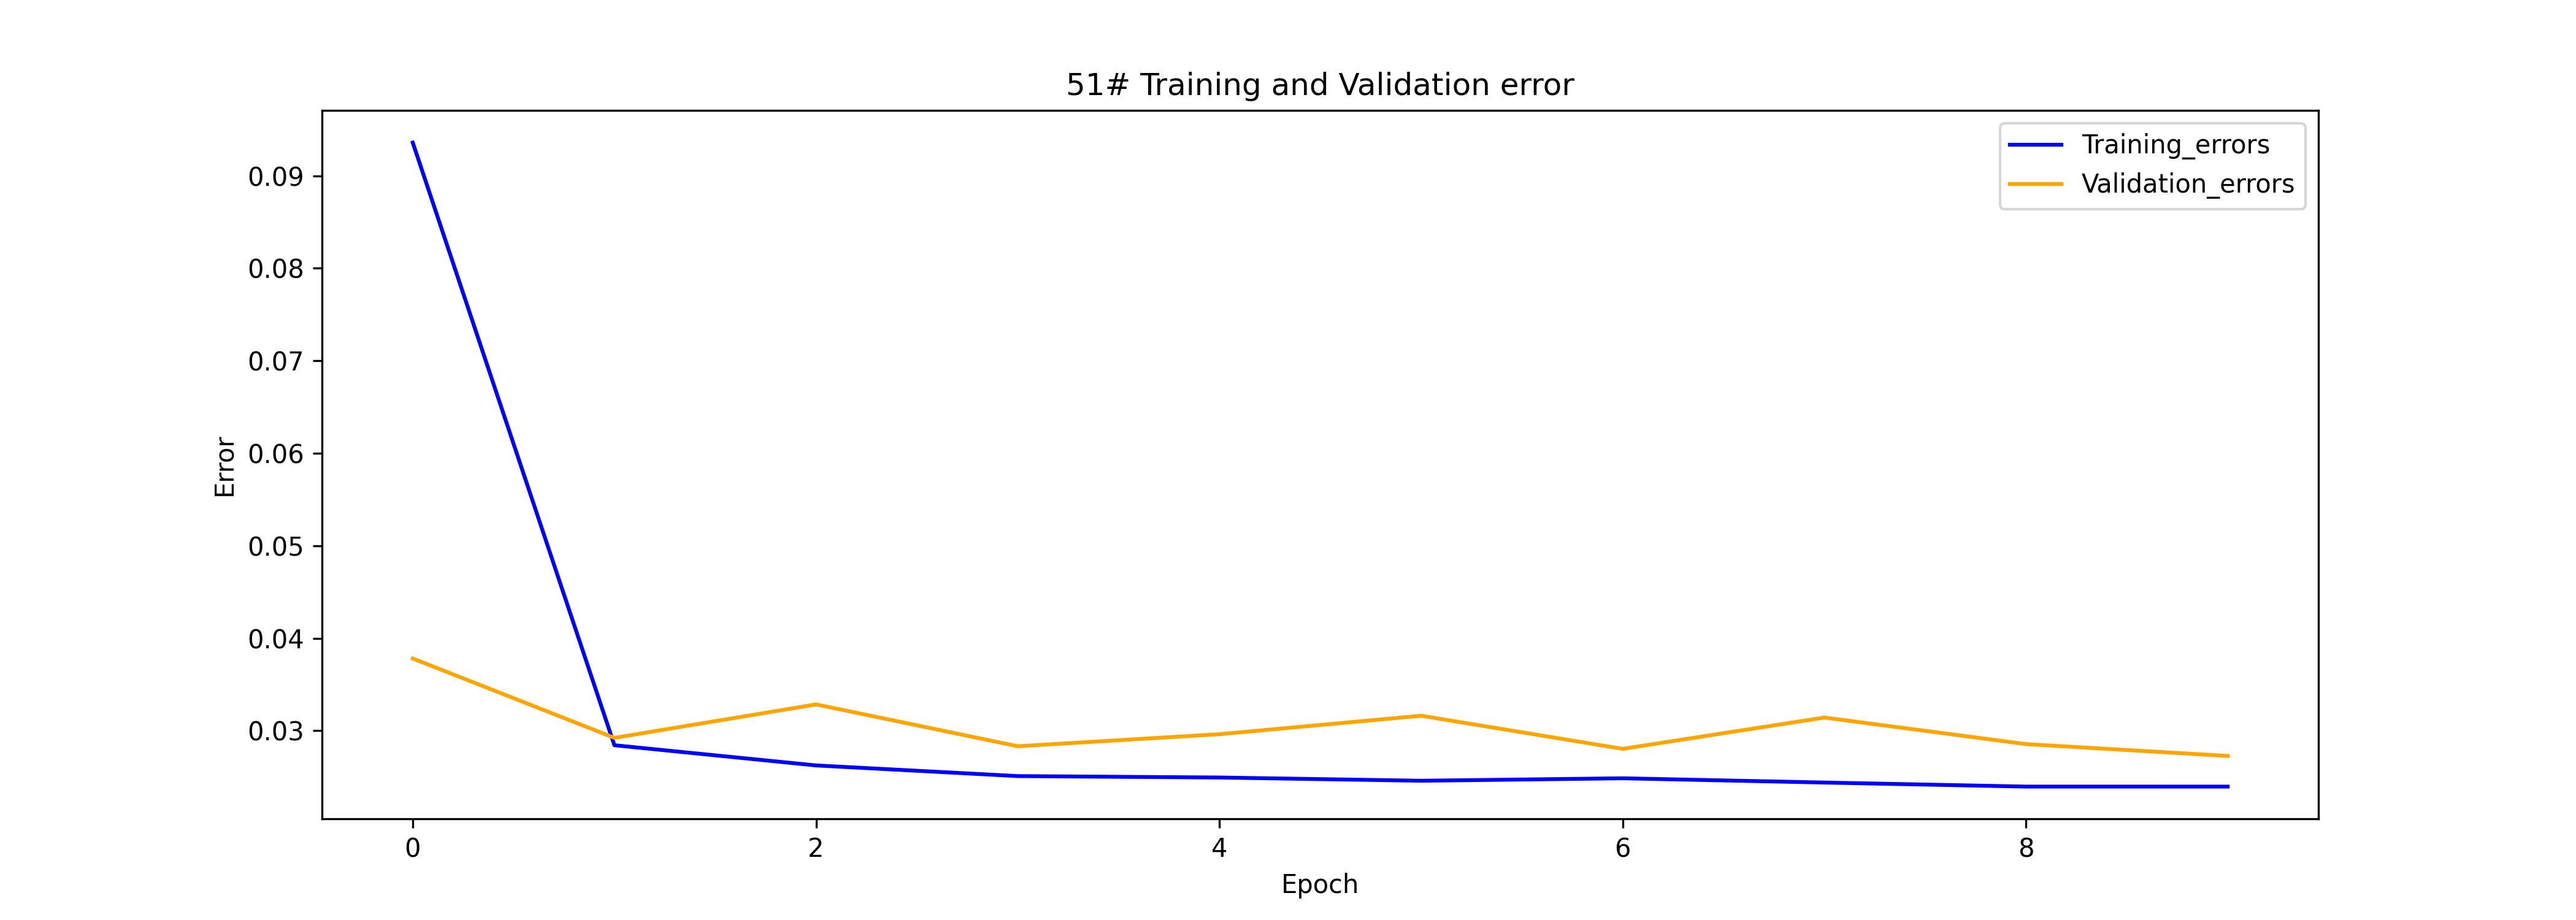 51# Training and Validation error
Training_errors
Validation_errors
0.09
0.08
0.07
0.06
0.05
0.04
0.03
Error
0 2 4 6 8
Epoch